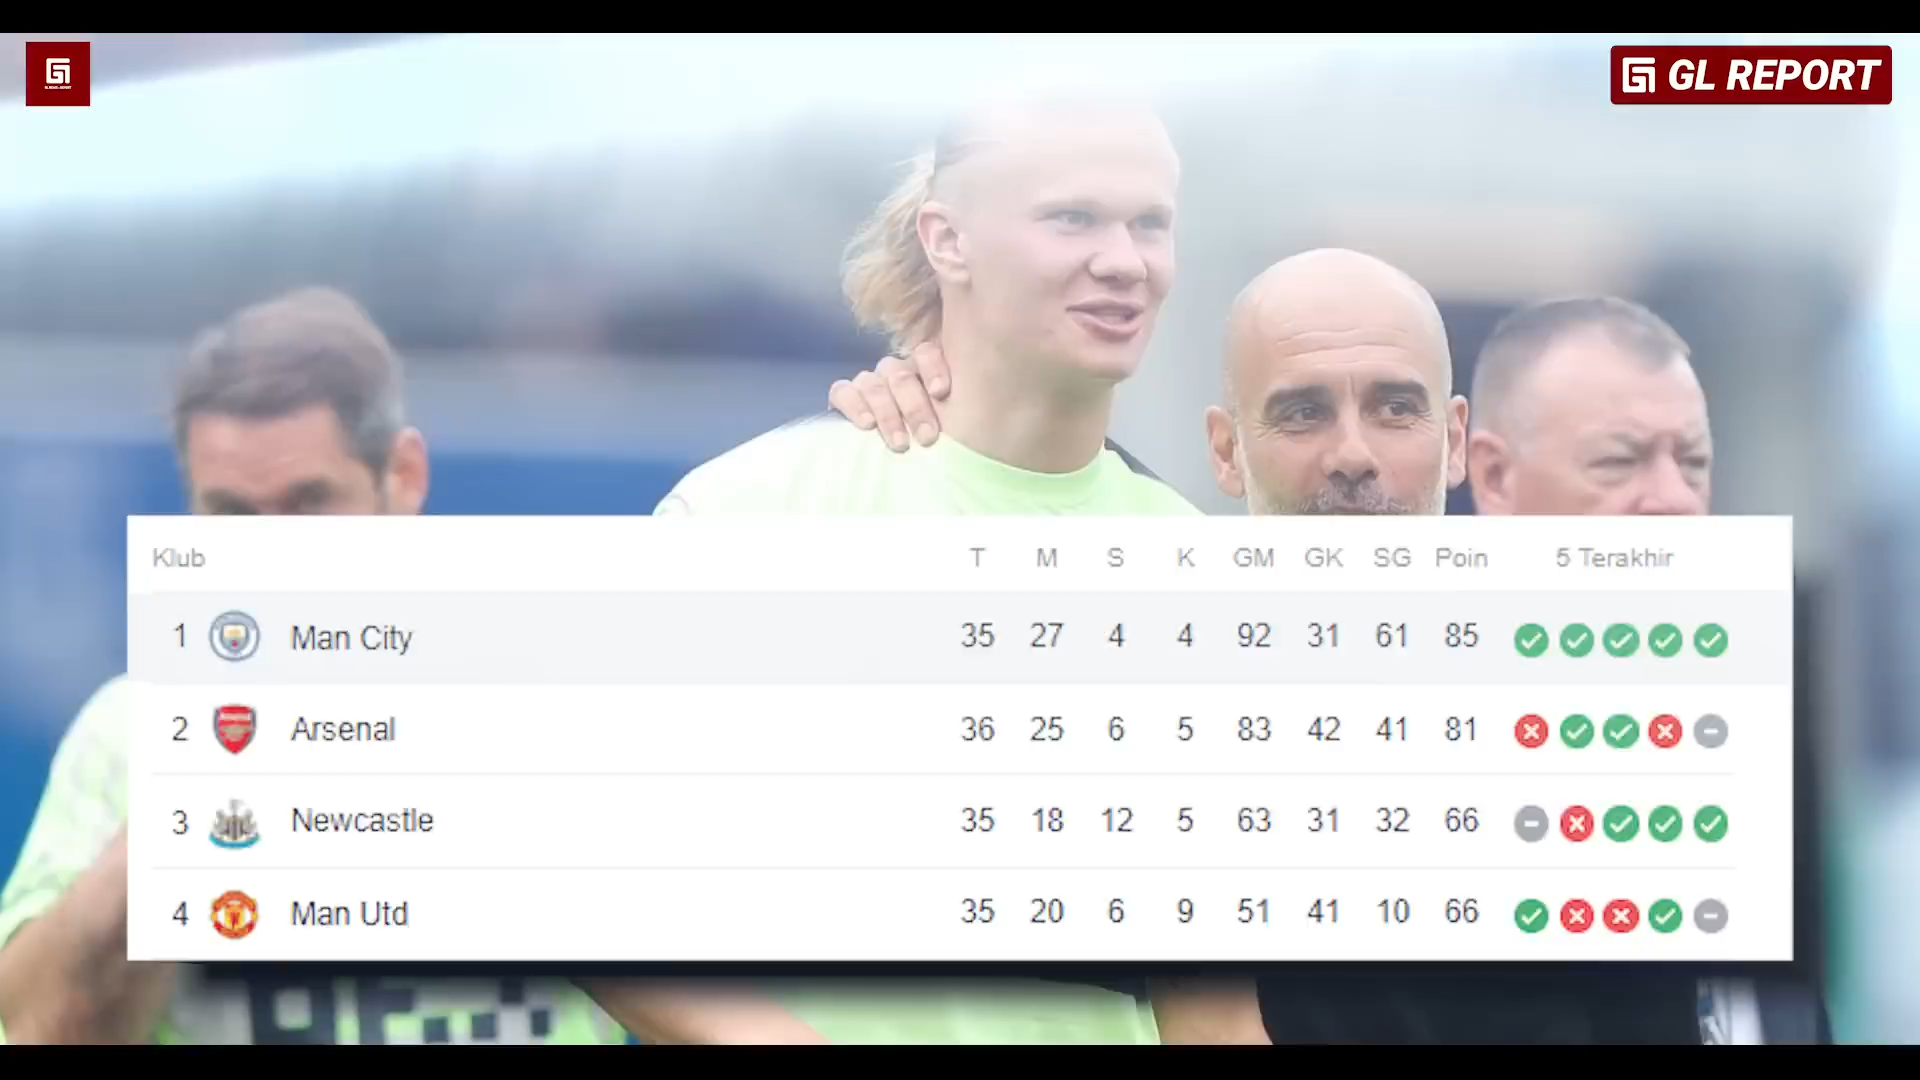 GL REPORT
Klub T M S K GM GK SG Poin 5 Terakhir
1 Man City 35 27 4 4 92 31 61 85
2 Arsenal 36 25 6 5 83 42 41 81
3 Newcastle 35 18 12 5 63 31 32 66
4 Man Utd 35 20 6 9 51 41 10 66